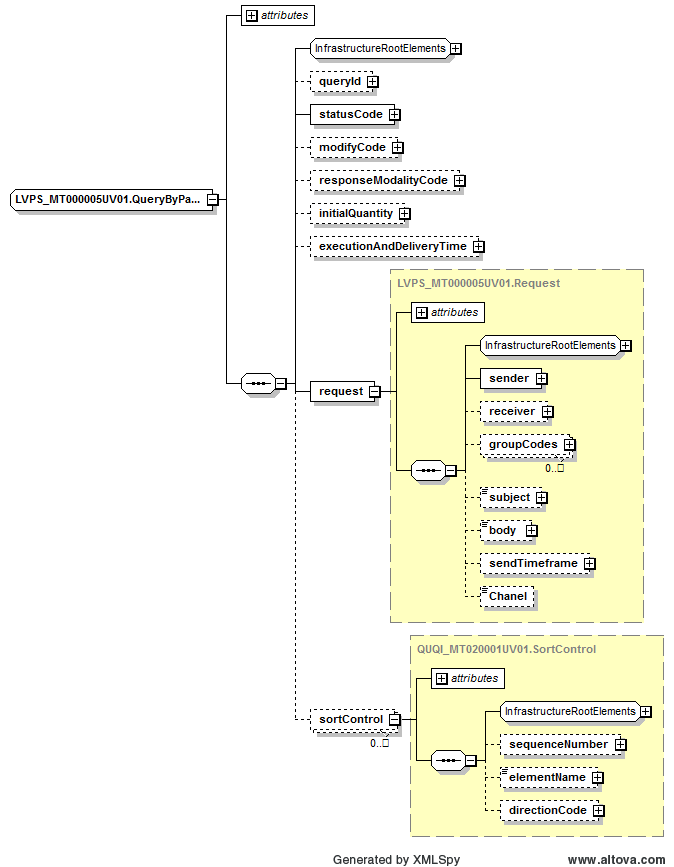 attributes
InfrastructureRootElements
queryId
statusCode
modifyCode
responseModalityCode
LVPS_MT000005UV01.QueryByPa...
initialQuantity
executionAndDeliveryTime
LVPS_MT000005UV01.Request
attributes
InfrastructureRootElements
sender
request
receiver
groupCodes
0..
subject
body
sendTimeframe
Chanel
QUQI_MT020001UV01.SortControl
attributes
InfrastructureRootElements
sortControl
0..
sequenceNumber
elementName
directionCode
Generated by XMLSpy www.altova.com